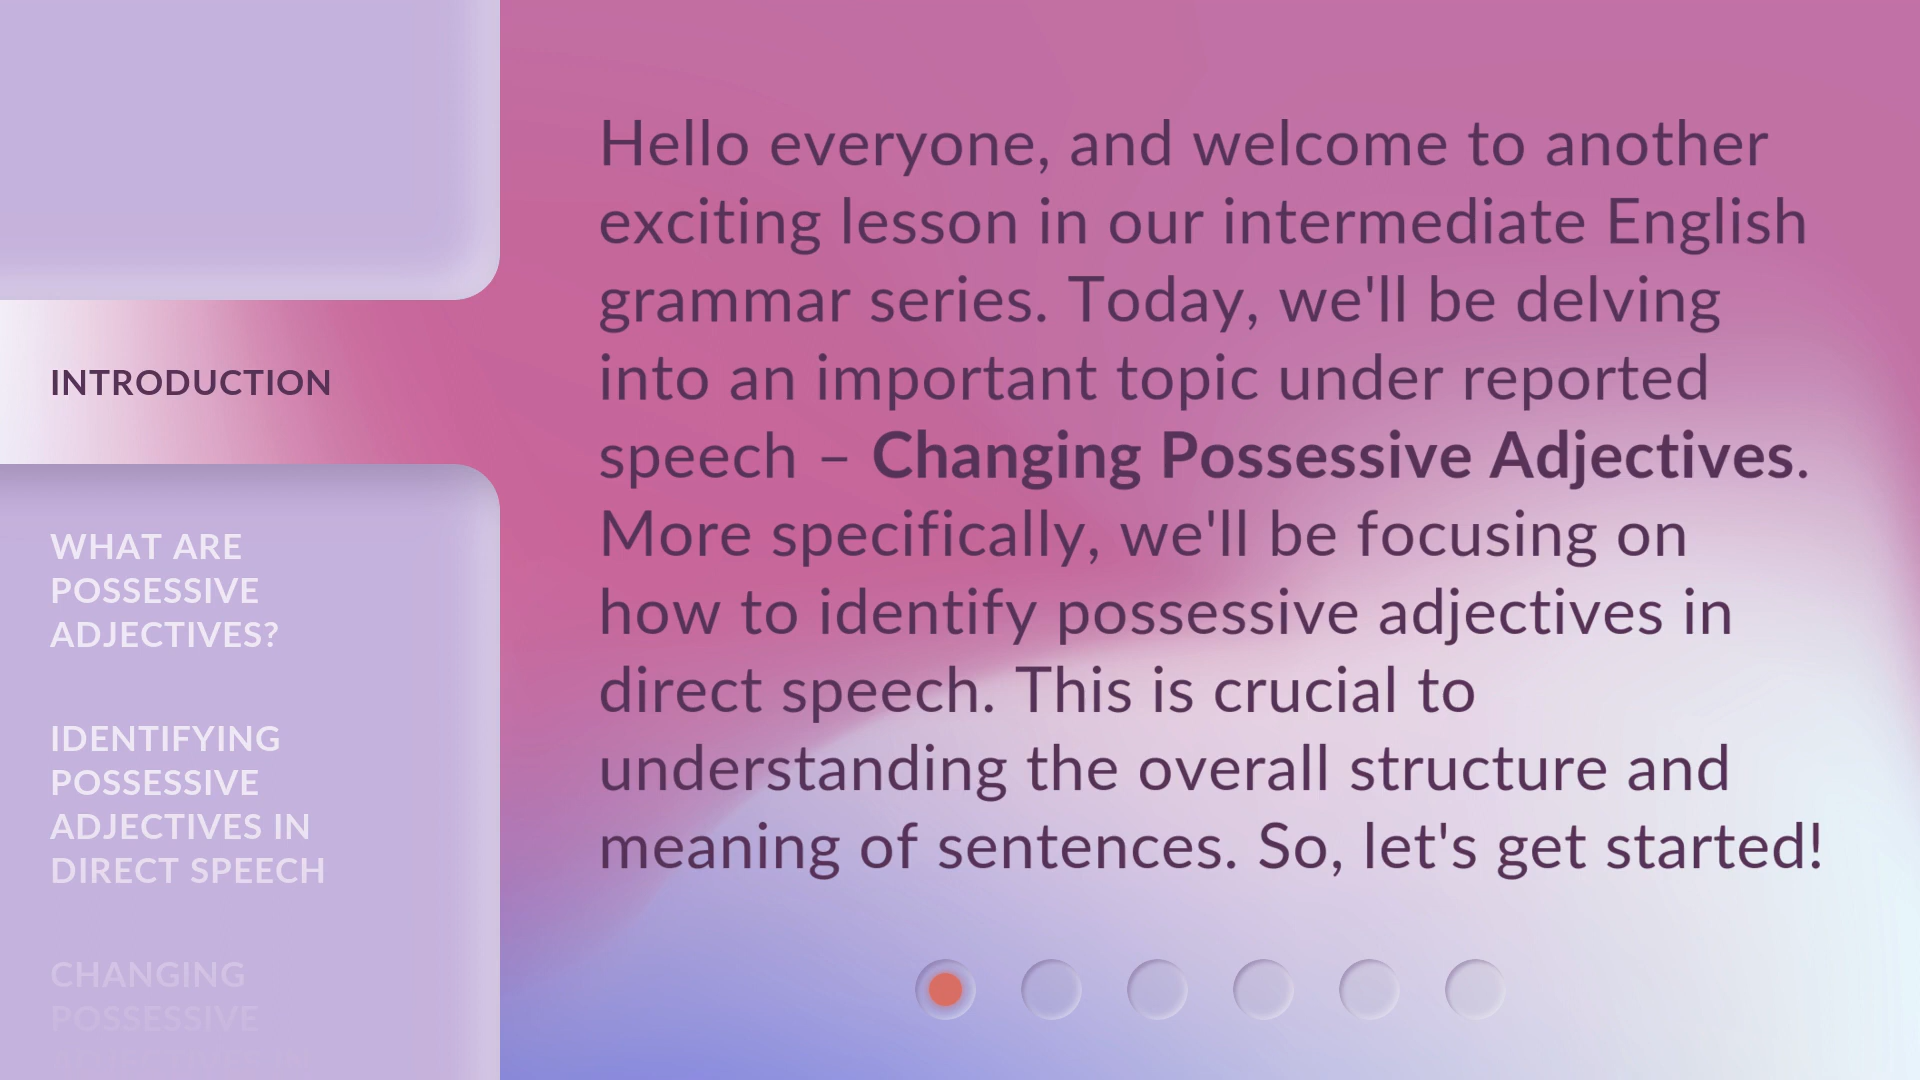 INTRODUCTION
WHAT ARE
POSSESSIVE
ADJECTIVES?
IDENTIFYING
POSSESSIVE
ADJECTIVES IN
DIRECT SPEECH
CHANGING
POSSESSIVE
ADJECTIVES IN
Hello everyone, and welcome to another
exciting lesson in our intermediate English
grammar series. Today, we'll be delving
into an important topic under reported
speech – Changing Possessive Adjectives.
More specifically, we'll be focusing on
how to identify possessive adjectives in
direct speech. This is crucial to
understanding the overall structure and
meaning of sentences. So, let's get started!